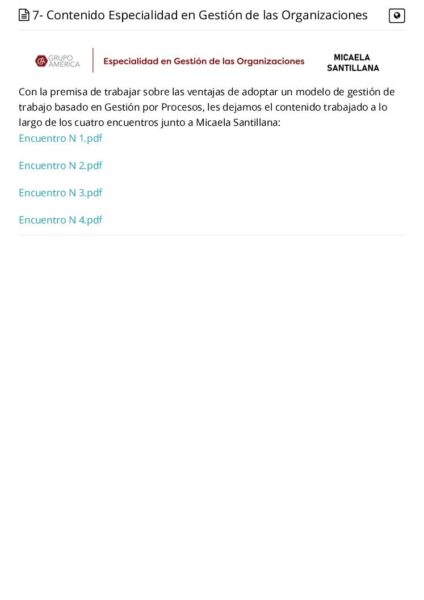 7- Contenido Especialidad en Gestión de las Organizaciones
GRUPO
AMÉRICA
Especialidad en Gestión de las Organizaciones
MICAELA
SANTILLANA
Con la premisa de trabajar sobre las ventajas de adoptar un modelo de gestión de
trabajo basado en Gestión por Procesos, les dejamos el contenido trabajado a lo
largo de los cuatro encuentros junto a Micaela Santillana:
Encuentro N 1.pdf
Encuentro N 2.pdf
Encuentro N 3.pdf
Encuentro N 4.pdf